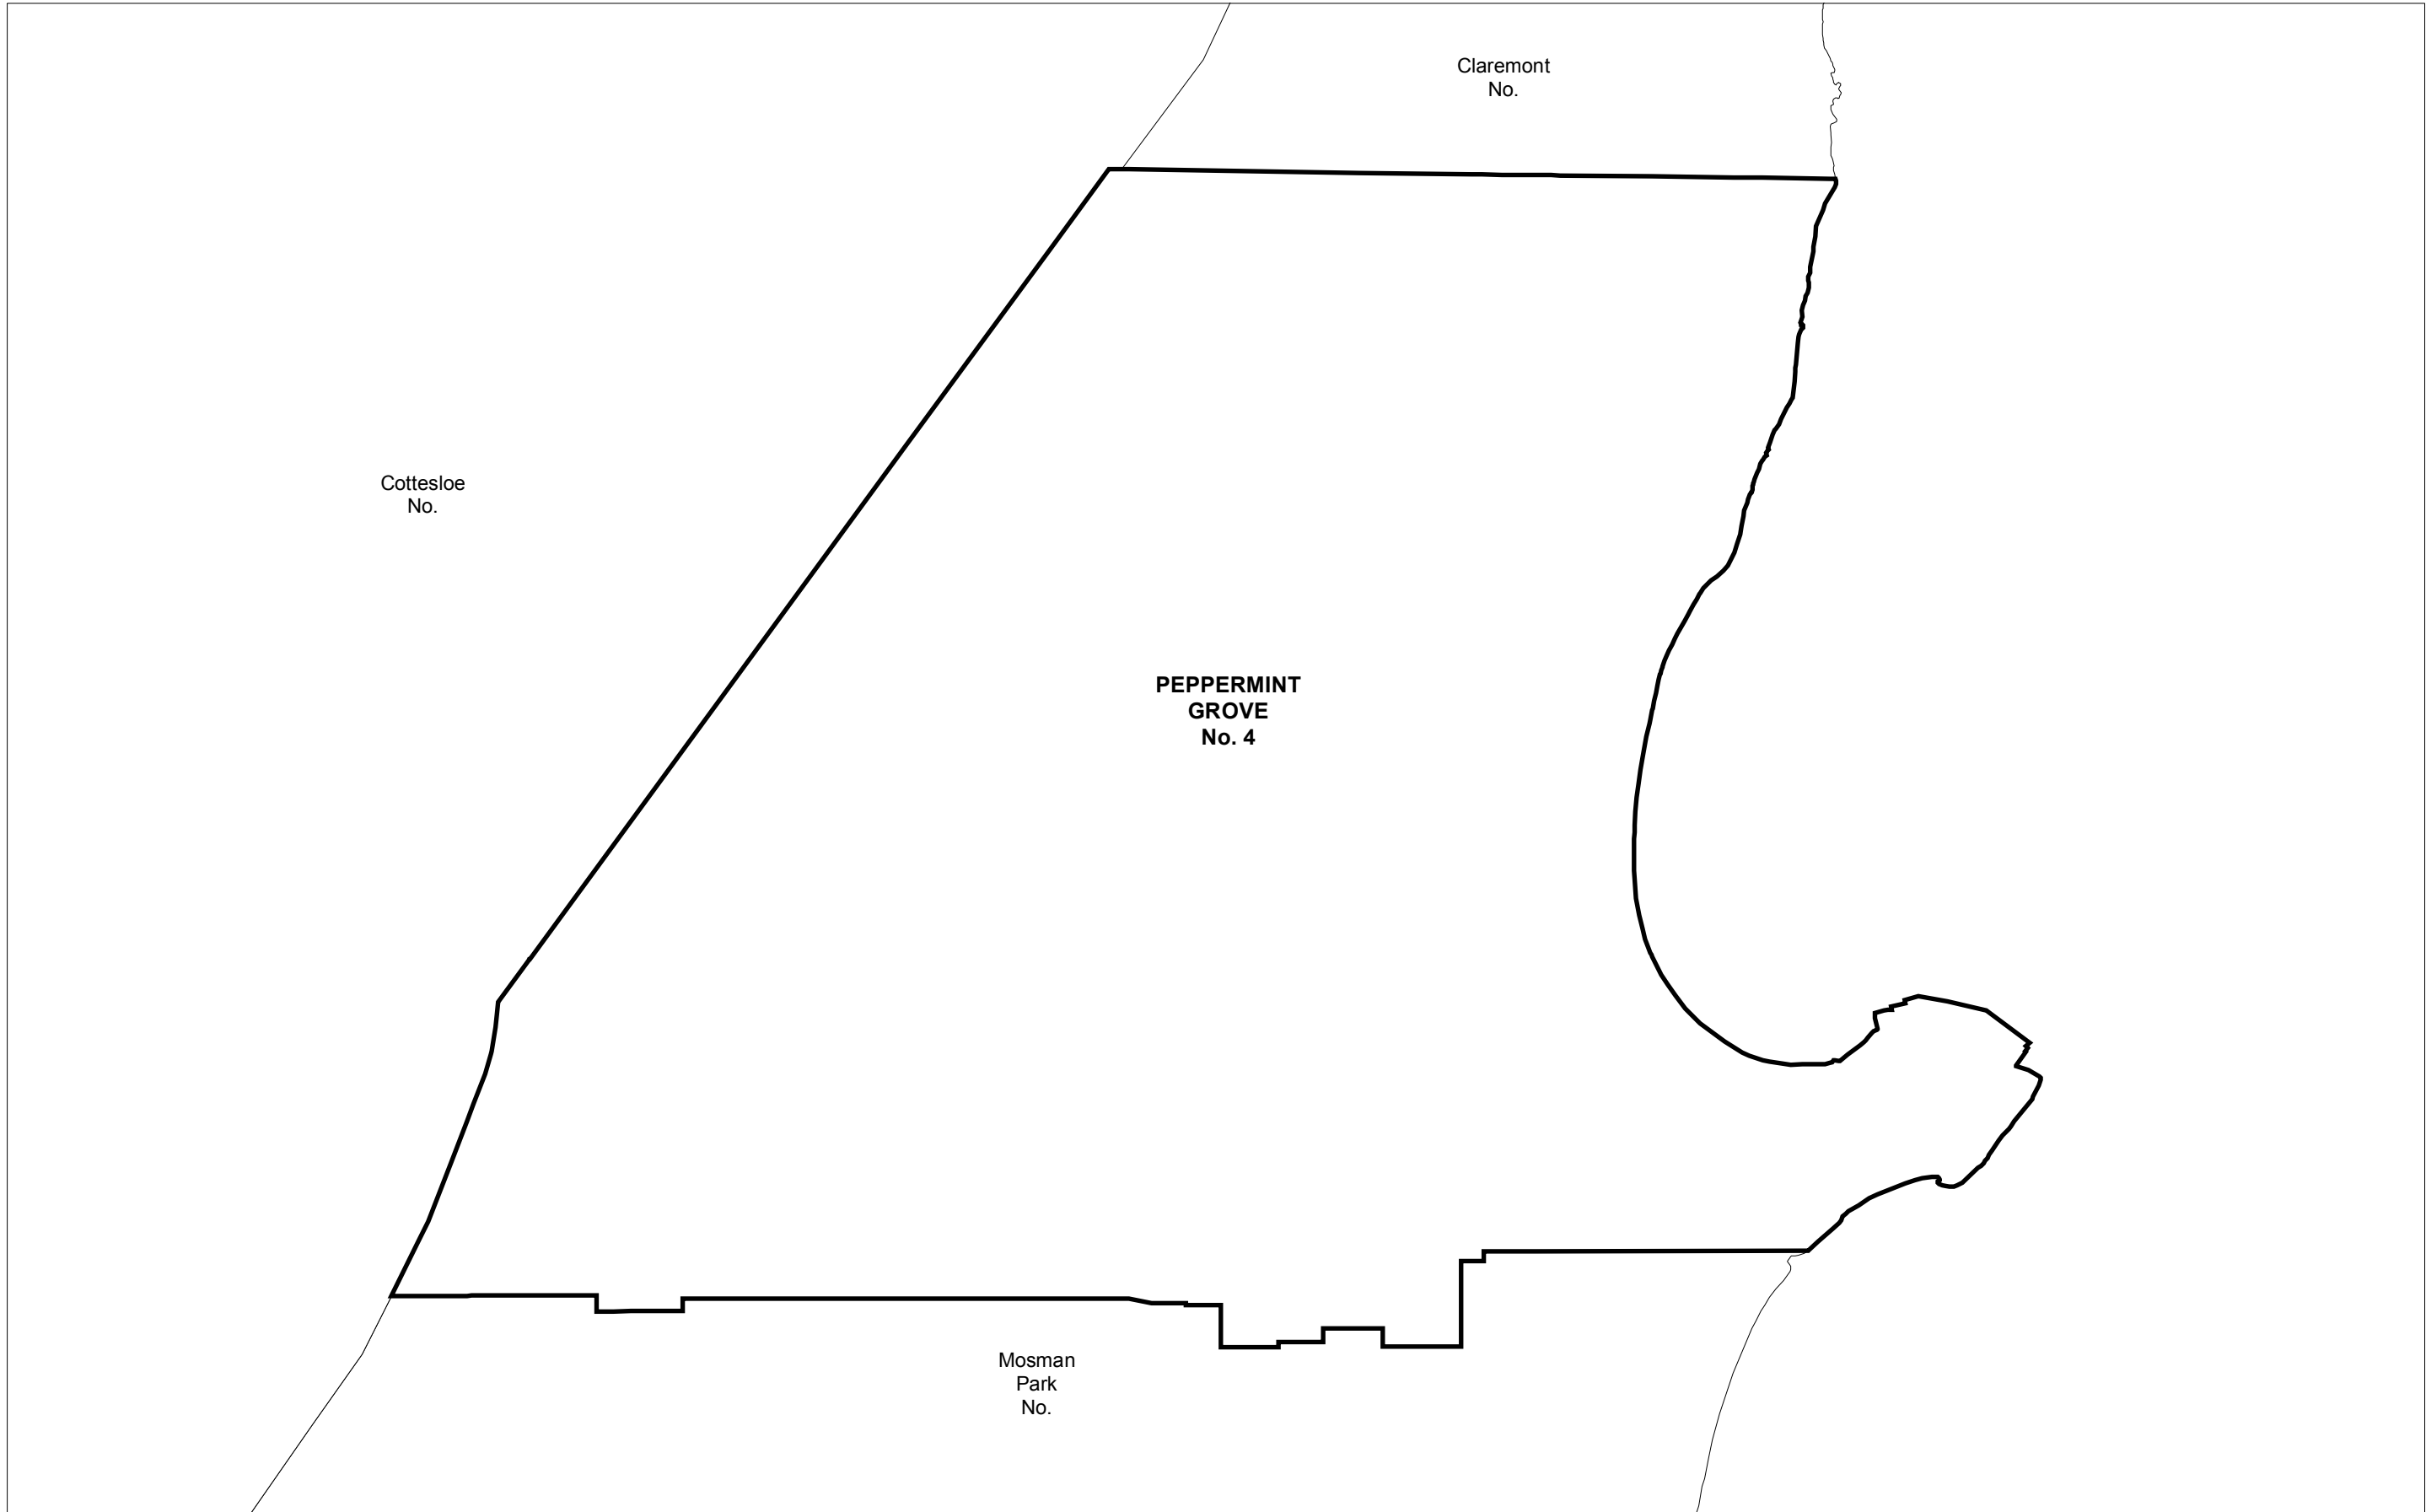 Claremont
No.
Cottesloe
No.
PEPPERMINT
GROVE
No. 4
Mosman
Park
No.